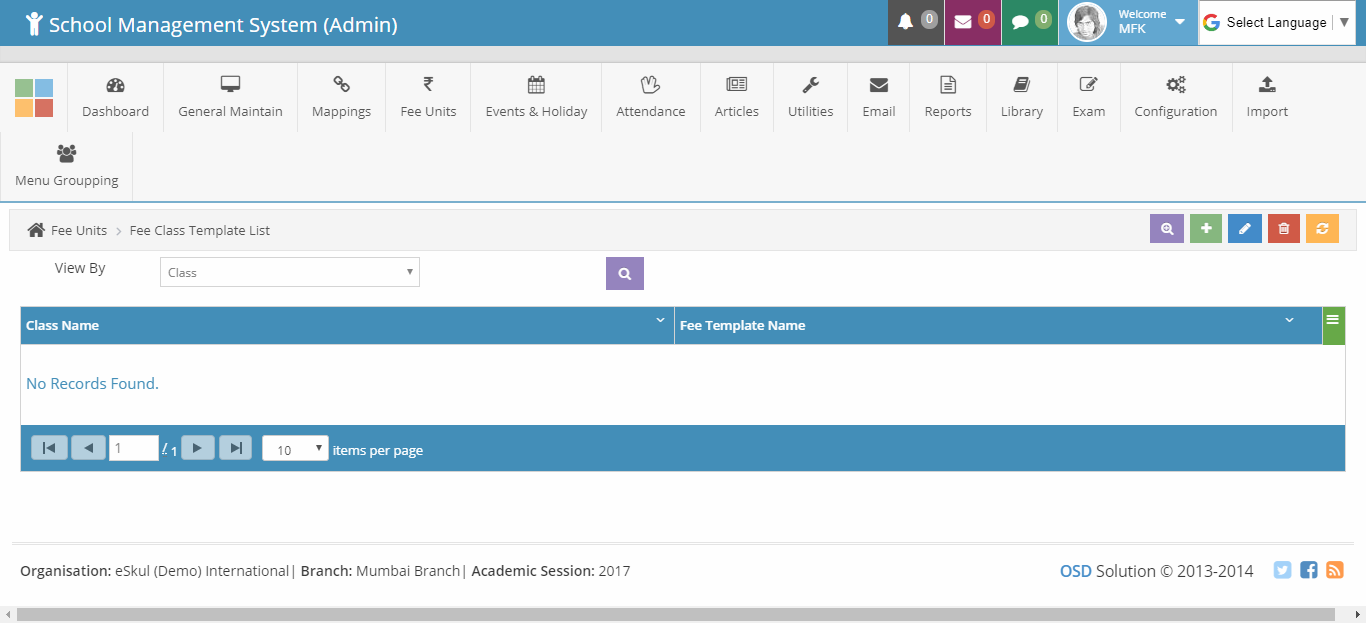 School Management System (Admin)
0
0
0
Welcome
MFK
Select Language
Dashboard
General Maintain
Mappings
Fee Units
Events & Holiday
Attendance
Articles
Utilities
Email
Reports
Library
Exam
Configuration
Import
Menu Groupping
Fee Units > Fee Class Template List
View By
Class
Class Name
Fee Template Name
No Records Found.
1 / 1 10 items per page
Organisation: eSkul (Demo) International| Branch: Mumbai Branch| Academic Session: 2017
OSD Solution © 2013-2014